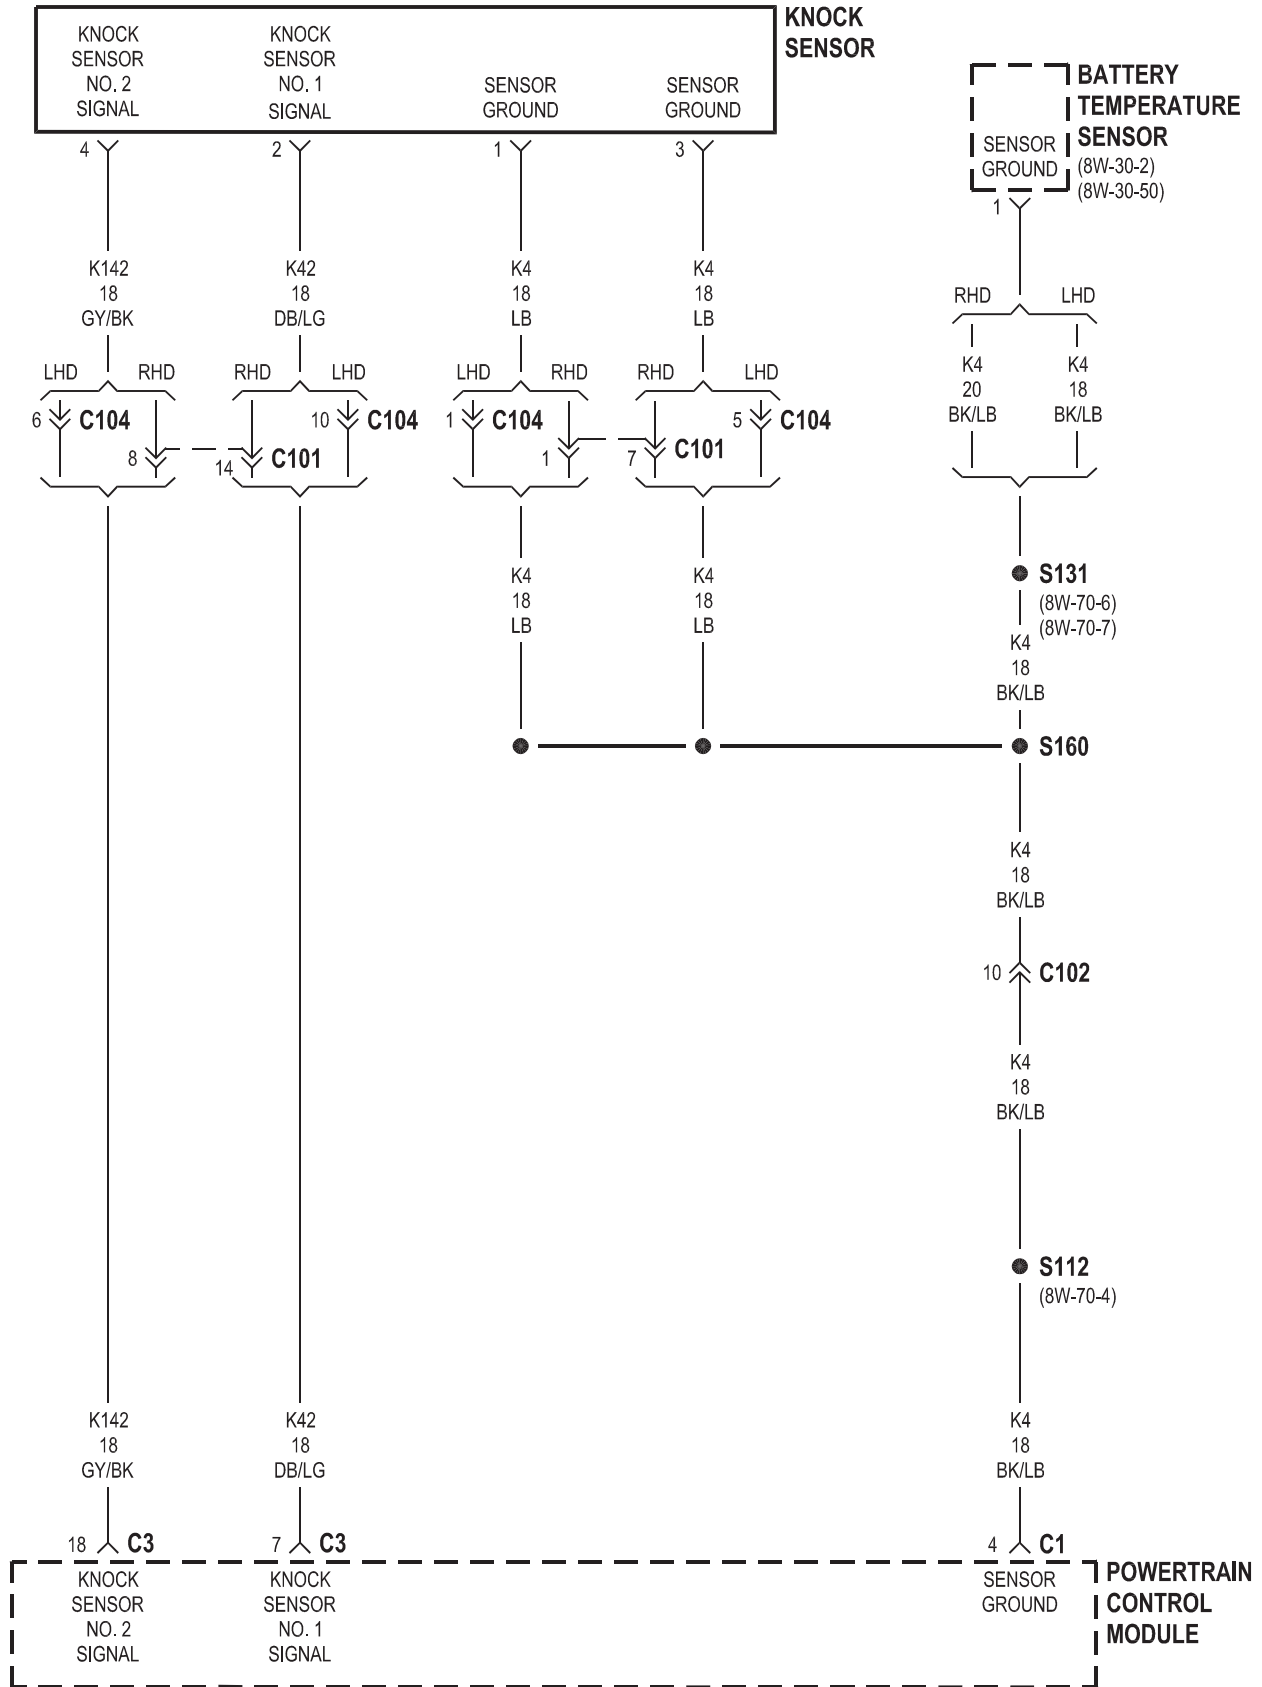 KNOCK
SENSOR
KNOCK
SENSOR
NO. 2
SIGNAL
KNOCK
SENSOR
NO. 1
SIGNAL
SENSOR
GROUND
SENSOR
GROUND
BATTERY
TEMPERATURE
SENSOR
(8W-30-2)
(8W-30-50)
SENSOR
GROUND
4
2
1
3
1
K142
18
GY/BK
K42
18
DB/LG
K4
18
LB
K4
18
LB
RHD
LHD
K4
20
BK/LB
K4
18
BK/LB
LHD
RHD
RHD
LHD
LHD
RHD
RHD
LHD
6
C104
8
14
C101
10
C104
1
C104
1
7
C101
5
C104
K4
18
LB
K4
18
LB
S131
(8W-70-6)
(8W-70-7)
K4
18
BK/LB
S160
K4
18
BK/LB
10
C102
K4
18
BK/LB
S112
(8W-70-4)
K142
18
GY/BK
K42
18
DB/LG
K4
18
BK/LB
18
C3
7
C3
4
C1
KNOCK
SENSOR
NO. 2
SIGNAL
KNOCK
SENSOR
NO. 1
SIGNAL
SENSOR
GROUND
POWERTRAIN
CONTROL
MODULE